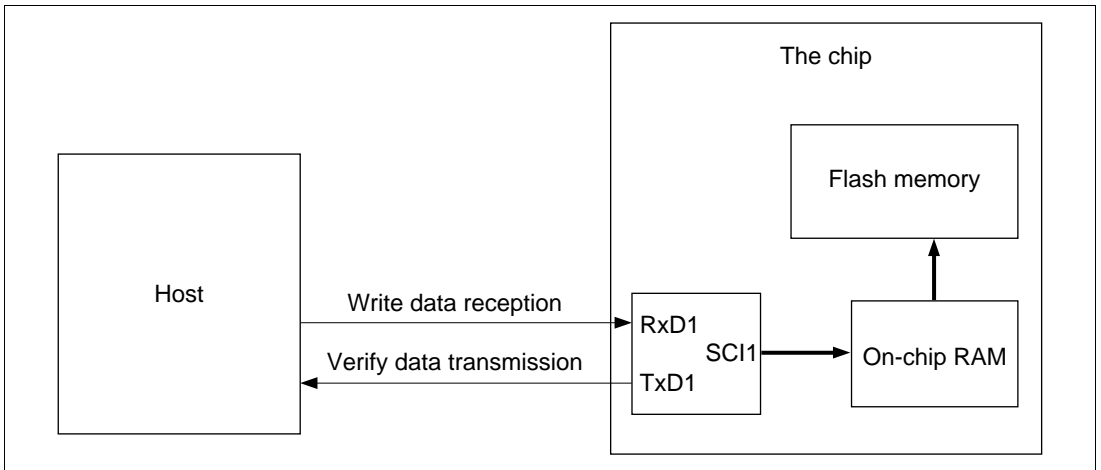 The chip
Flash memory
Host
Write data reception
RxD1
SCI1
On-chip RAM
Verify data transmission
TxD1